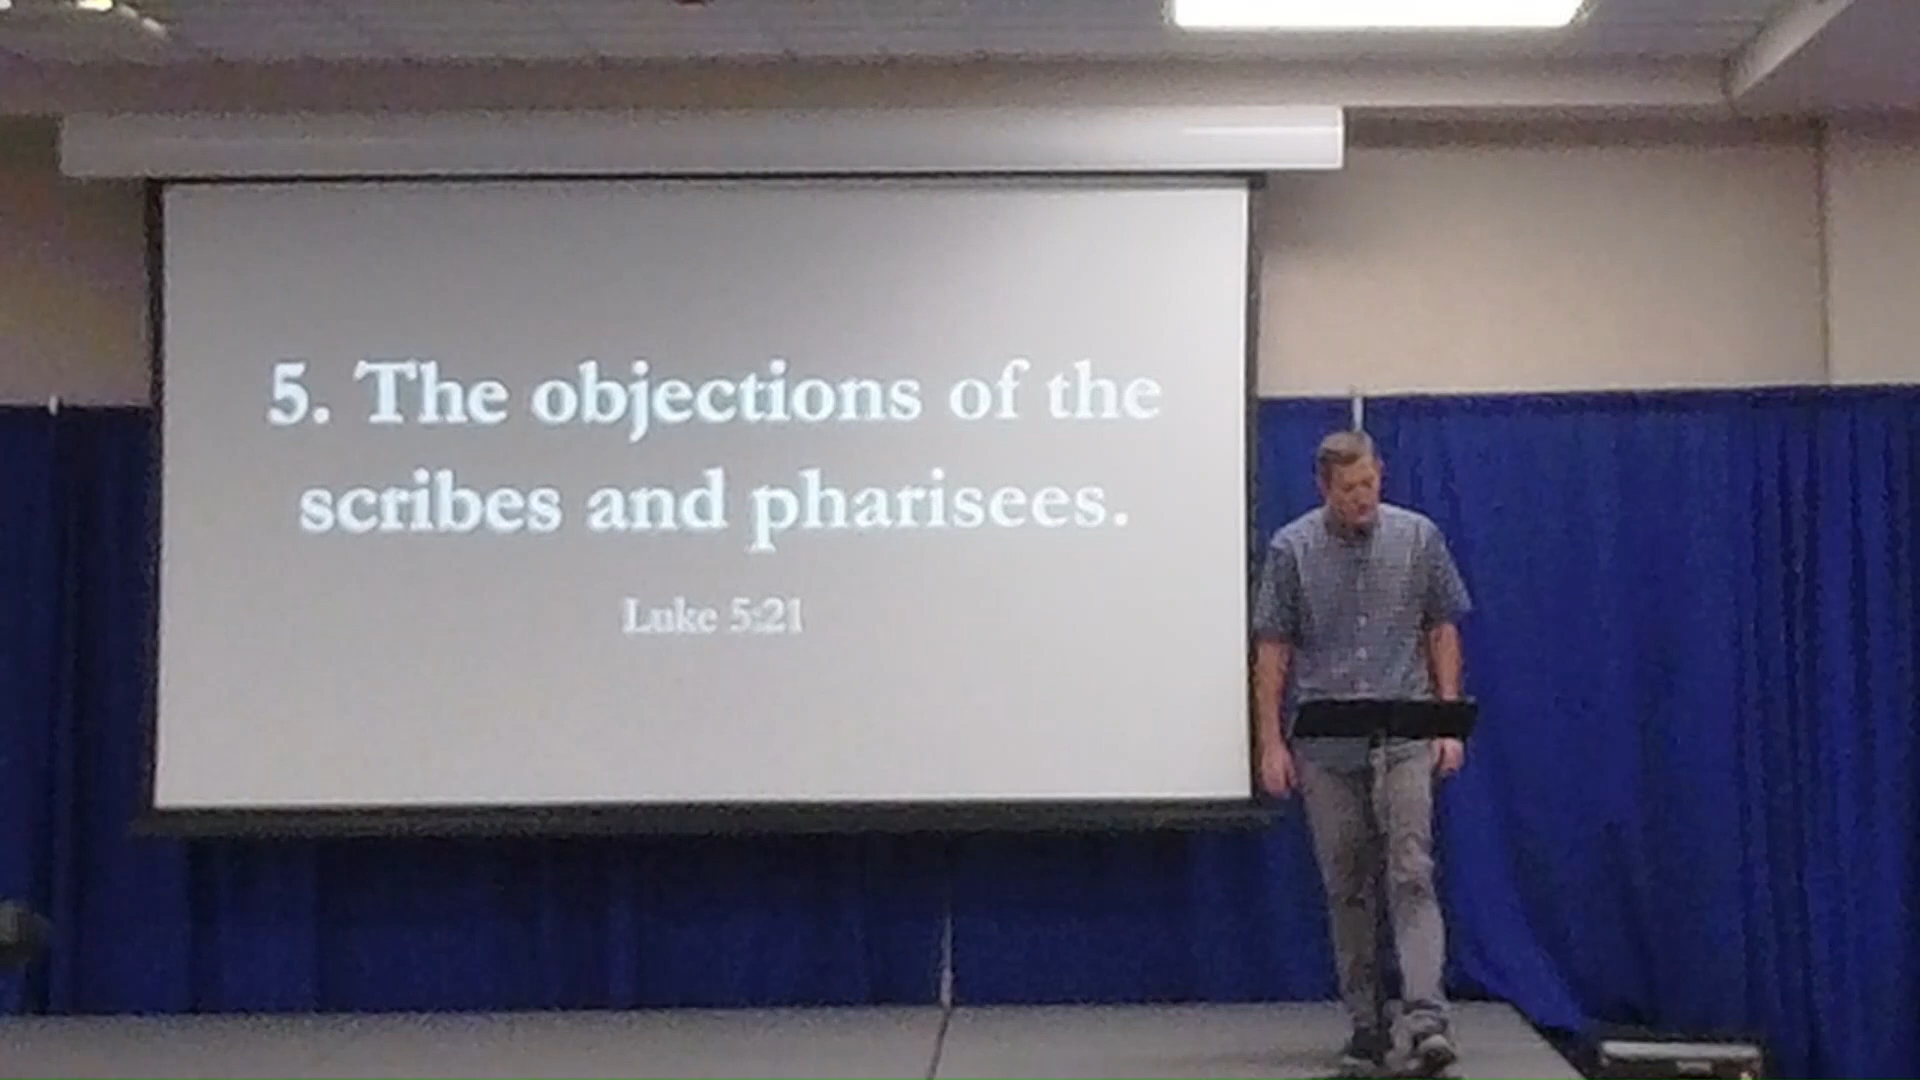 5. The objections of the
scribes and pharisees.
Luke 5:21